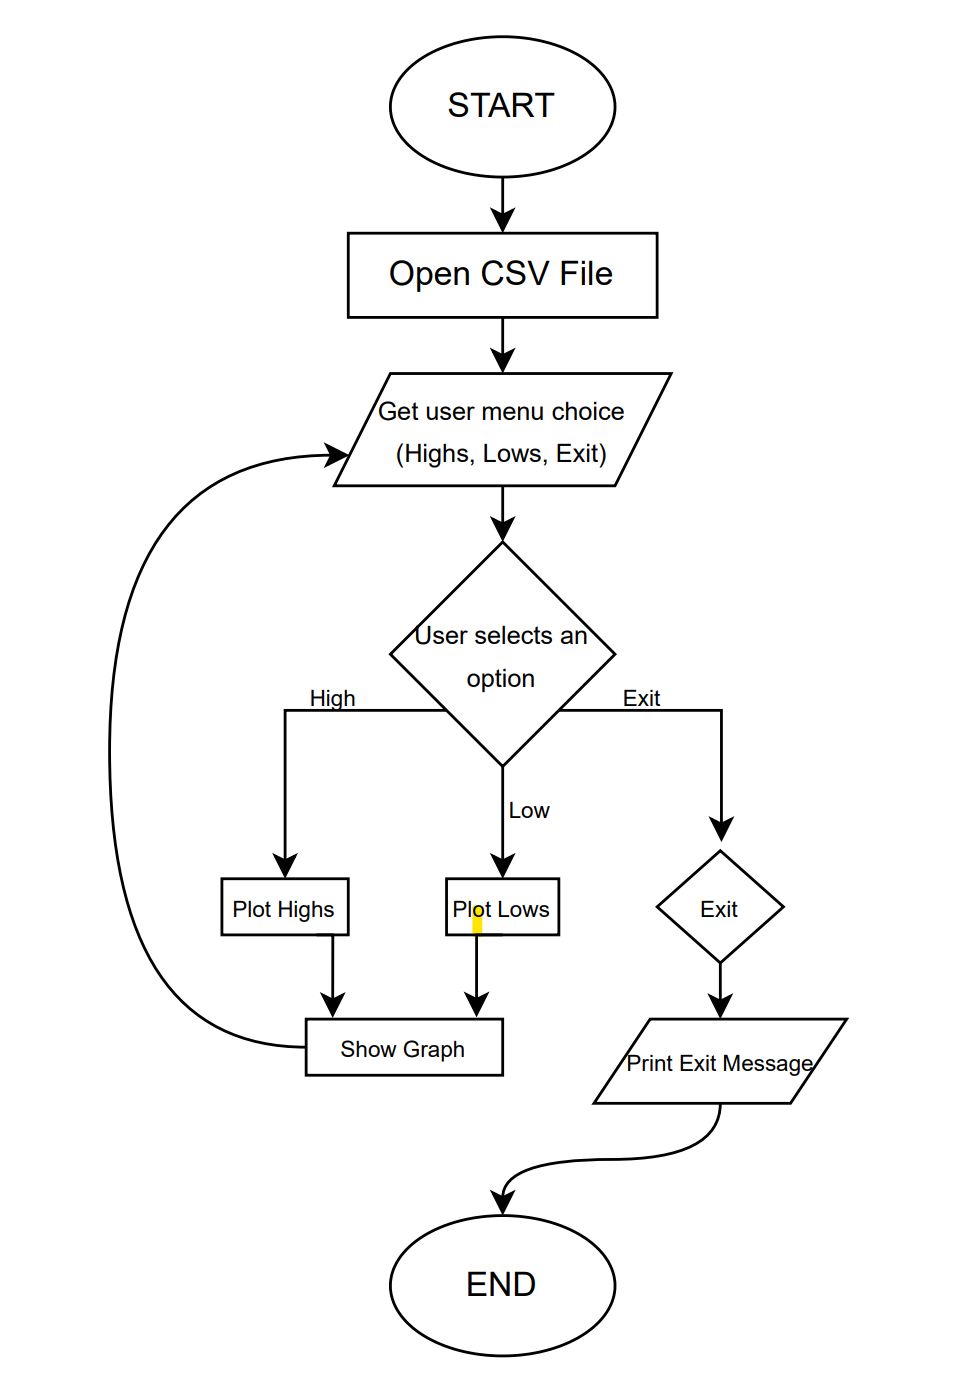 START
Open CSV File
Get user menu choice
(Highs, Lows, Exit)
User selects an
option
High
Exit
Low
Plot Highs
Plot Lows
Exit
Show Graph
Print Exit Message
END